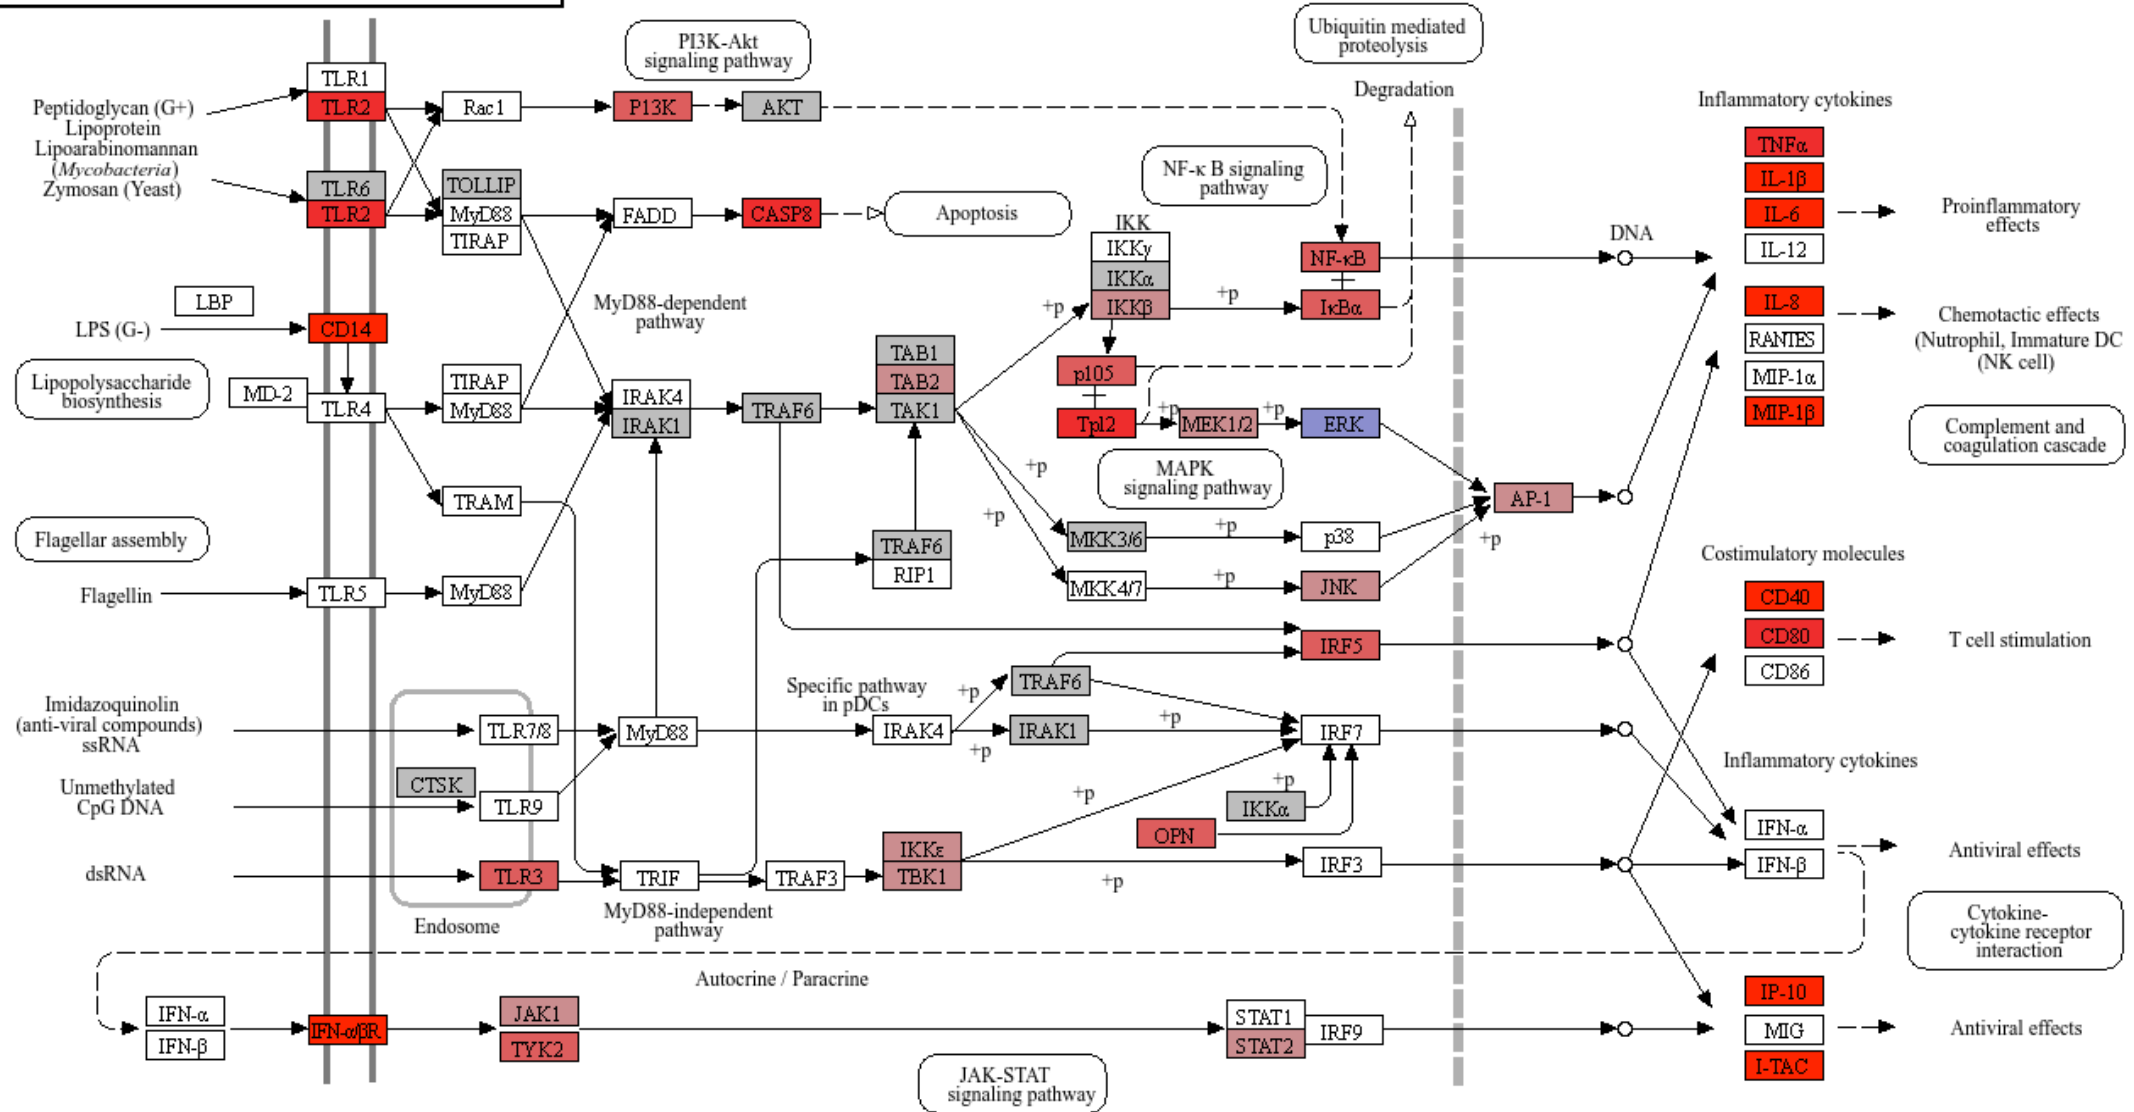 Ubiquitin mediated
proteolysis
PI3K-Akt
signaling pathway
Degradation
Inflammatory cytokines
TLR1
TLR2
Peptidoglycan (G+)
Lipoprotein
Lipoarabinomannan
(Mycobacteria)
Zymosan (Yeast)
Rac1
P13K
AKT
TNFα
IL-1β
IL-6
IL-12
Proinflammatory
effects
NF-κ B signaling
pathway
TLR6
TLR2
TOLLIP
MyD88
TIRAP
FADD
CASP8
Apoptosis
IKK
IKKγ
IKKα
IKKβ
NF-κB
IκBα
DNA
+p
+p
LBP
LPS (G-)
CD14
MyD88-dependent
pathway
IL-8
RANTES
MIP-1α
MIP-1β
Chemotactic effects
(Nutrophil, Immature DC
(NK cell)
Lipopolysaccharide
biosynthesis
MD-2
TLR4
TIRAP
MyD88
IRAK4
IRAK1
TRAF6
TAB1
TAB2
TAK1
p105
Tpl2
+p
MEK1/2
+p
ERK
Complement and
coagulation cascade
MAPK
signaling pathway
+p
+p
TRAM
AP-1
+p
Flagellar assembly
TRAF6
RIP1
MKK3/6
+p
p38
MKK4/7
+p
JNK
Costimulatory molecules
CD40
CD80
CD86
T cell stimulation
Flagellin
TLR5
MyD88
IRF5
Specific pathway
in pDCs
+p
TRAF6
Imidazoquinolin
(anti-viral compounds)
ssRNA
TLR7/8
MyD88
IRAK4
+p
IRAK1
+p
IRF7
Unmethylated
CpG DNA
CTSK
TLR9
+p
+p
IKKα
OPN
Inflammatory cytokines
IFN-α
IFN-β
Antiviral effects
dsRNA
TLR3
TRIF
TRAF3
IKKε
TBK1
+p
IRF3
Endosome
MyD88-independent
pathway
Cytokine-
cytokine receptor
interaction
Autocrine / Paracrine
IFN-α
IFN-β
IFN-α/βR
JAK1
TYK2
STAT1
STAT2
IRF9
IP-10
MIG
I-TAC
Antiviral effects
JAK-STAT
signaling pathway